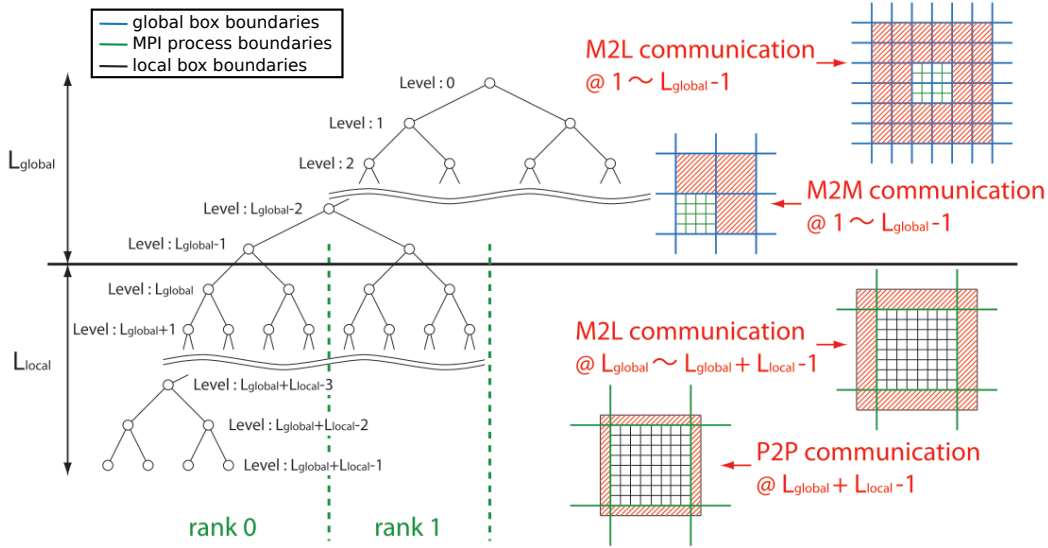 global box boundaries
MPI process boundaries
local box boundaries
M2L communication
@ 1 ～ Lglobal-1
Level : 0
Level : 1
Level : 2
Lglobal
M2M communication
@ 1 ～ Lglobal-1
Level : Lglobal-2
Level : Lglobal-1
Level : Lglobal
Level : Lglobal+1
Llocal
M2L communication
@ Lglobal ～ Lglobal + Llocal-1
Level : Lglobal+Llocal-3
Level : Lglobal+Llocal-2
Level : Lglobal+Llocal-1
P2P communication
@ Lglobal + Llocal-1
rank 0
rank 1